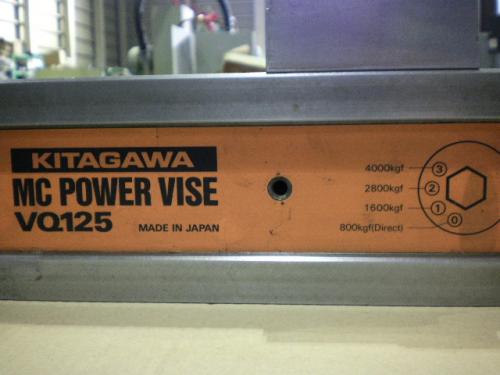 KITAGAWA
MC POWER VISE
VQ125
MADE IN JAPAN
4000kgf 3
2800kgf 2
1600kgf 1
800kgf(Direct) 0